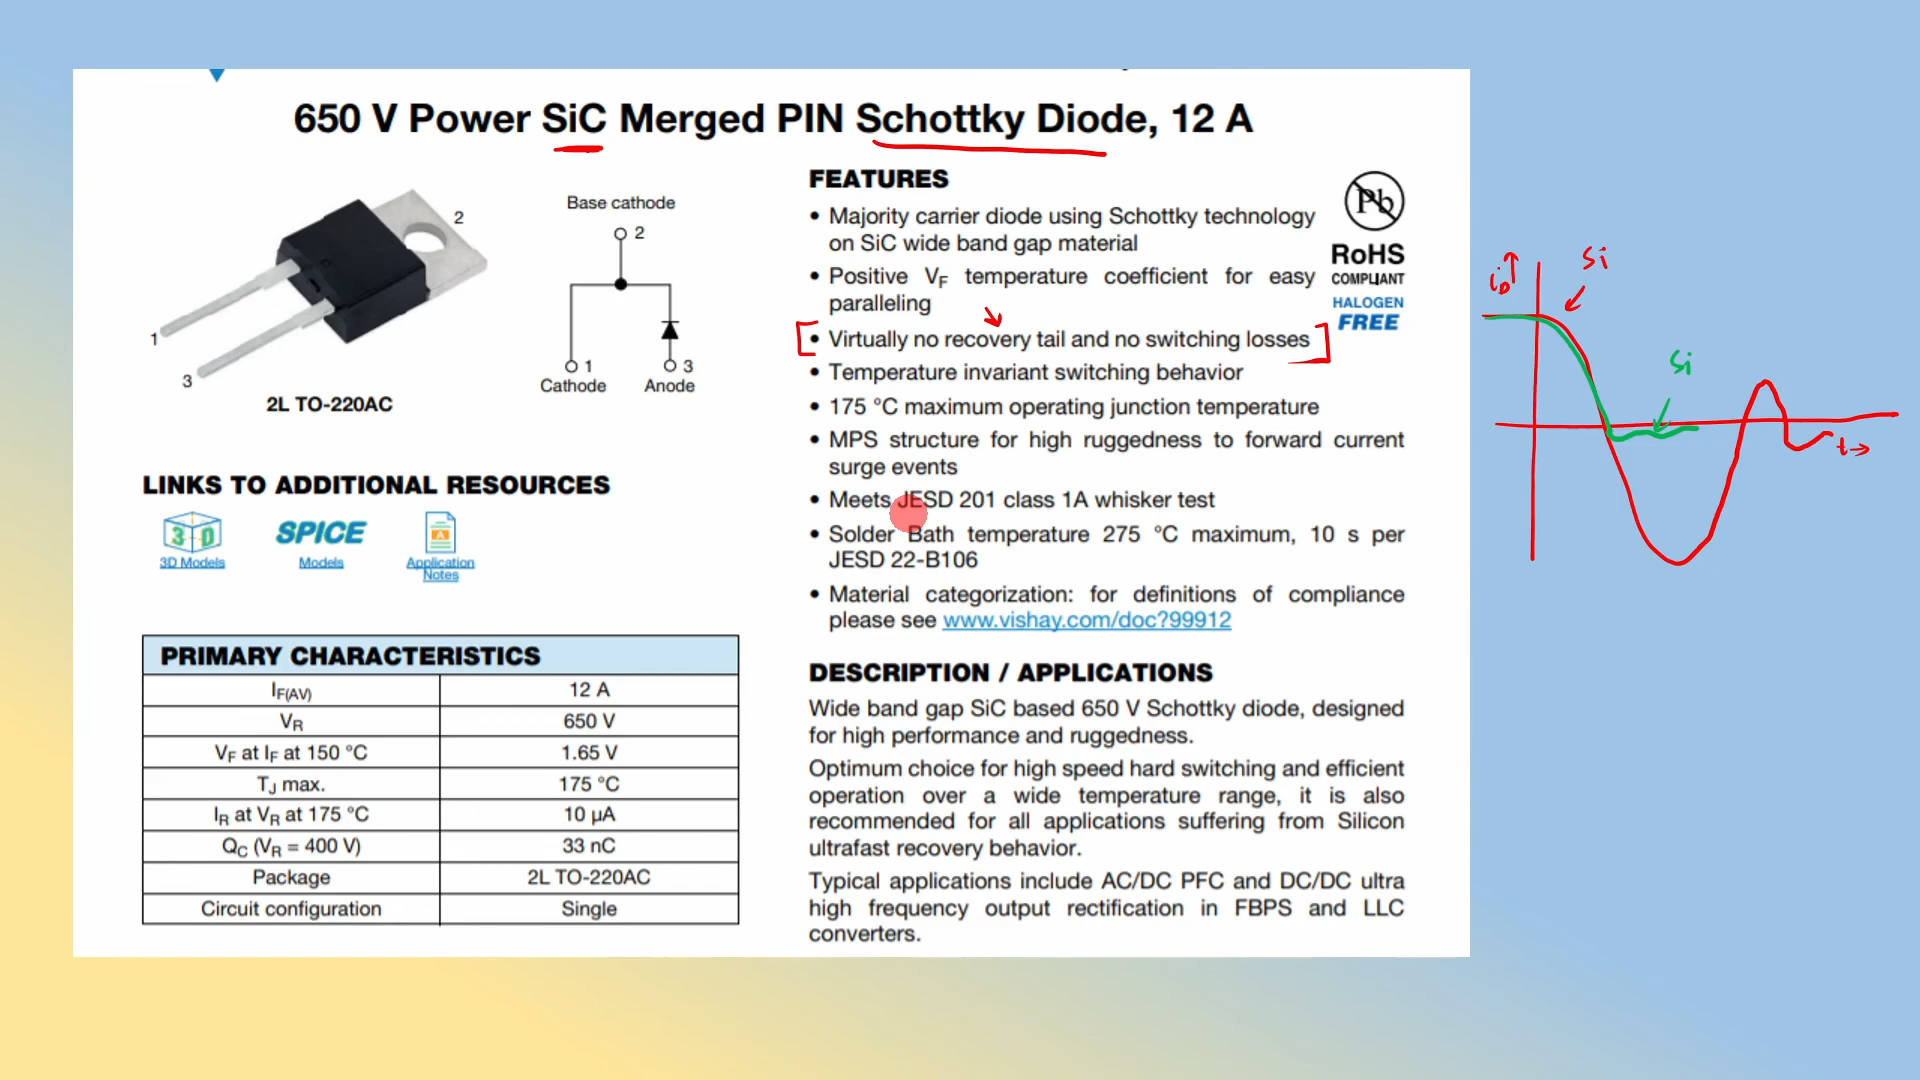 650 V Power SiC Merged PIN Schottky Diode, 12 A
2
1
3
2L TO-220AC
Base cathode
2
1
3
Cathode
Anode
LINKS TO ADDITIONAL RESOURCES
3D
SPICE
A
3D Models
Models
Application
Notes
PRIMARY CHARACTERISTICS
IF(AV) 12 A
VR 650 V
VF at IF at 150 °C 1.65 V
TJ max. 175 °C
IR at VR at 175 °C 10 µA
QC (VR = 400 V) 33 nC
Package 2L TO-220AC
Circuit configuration Single
FEATURES
• Majority carrier diode using Schottky technology
on SiC wide band gap material
• Positive VF temperature coefficient for easy
paralleling
• Virtually no recovery tail and no switching losses
• Temperature invariant switching behavior
• 175 °C maximum operating junction temperature
• MPS structure for high ruggedness to forward current
surge events
• Meets JESD 201 class 1A whisker test
• Solder Bath temperature 275 °C maximum, 10 s per
JESD 22-B106
• Material categorization: for definitions of compliance
please see www.vishay.com/doc?99912
Pb
RoHS
COMPLIANT
HALOGEN
FREE
DESCRIPTION / APPLICATIONS
Wide band gap SiC based 650 V Schottky diode, designed
for high performance and ruggedness.
Optimum choice for high speed hard switching and efficient
operation over a wide temperature range, it is also
recommended for all applications suffering from Silicon
ultrafast recovery behavior.
Typical applications include AC/DC PFC and DC/DC ultra
high frequency output rectification in FBPS and LLC
converters.
iD↑
Si
Si
t→